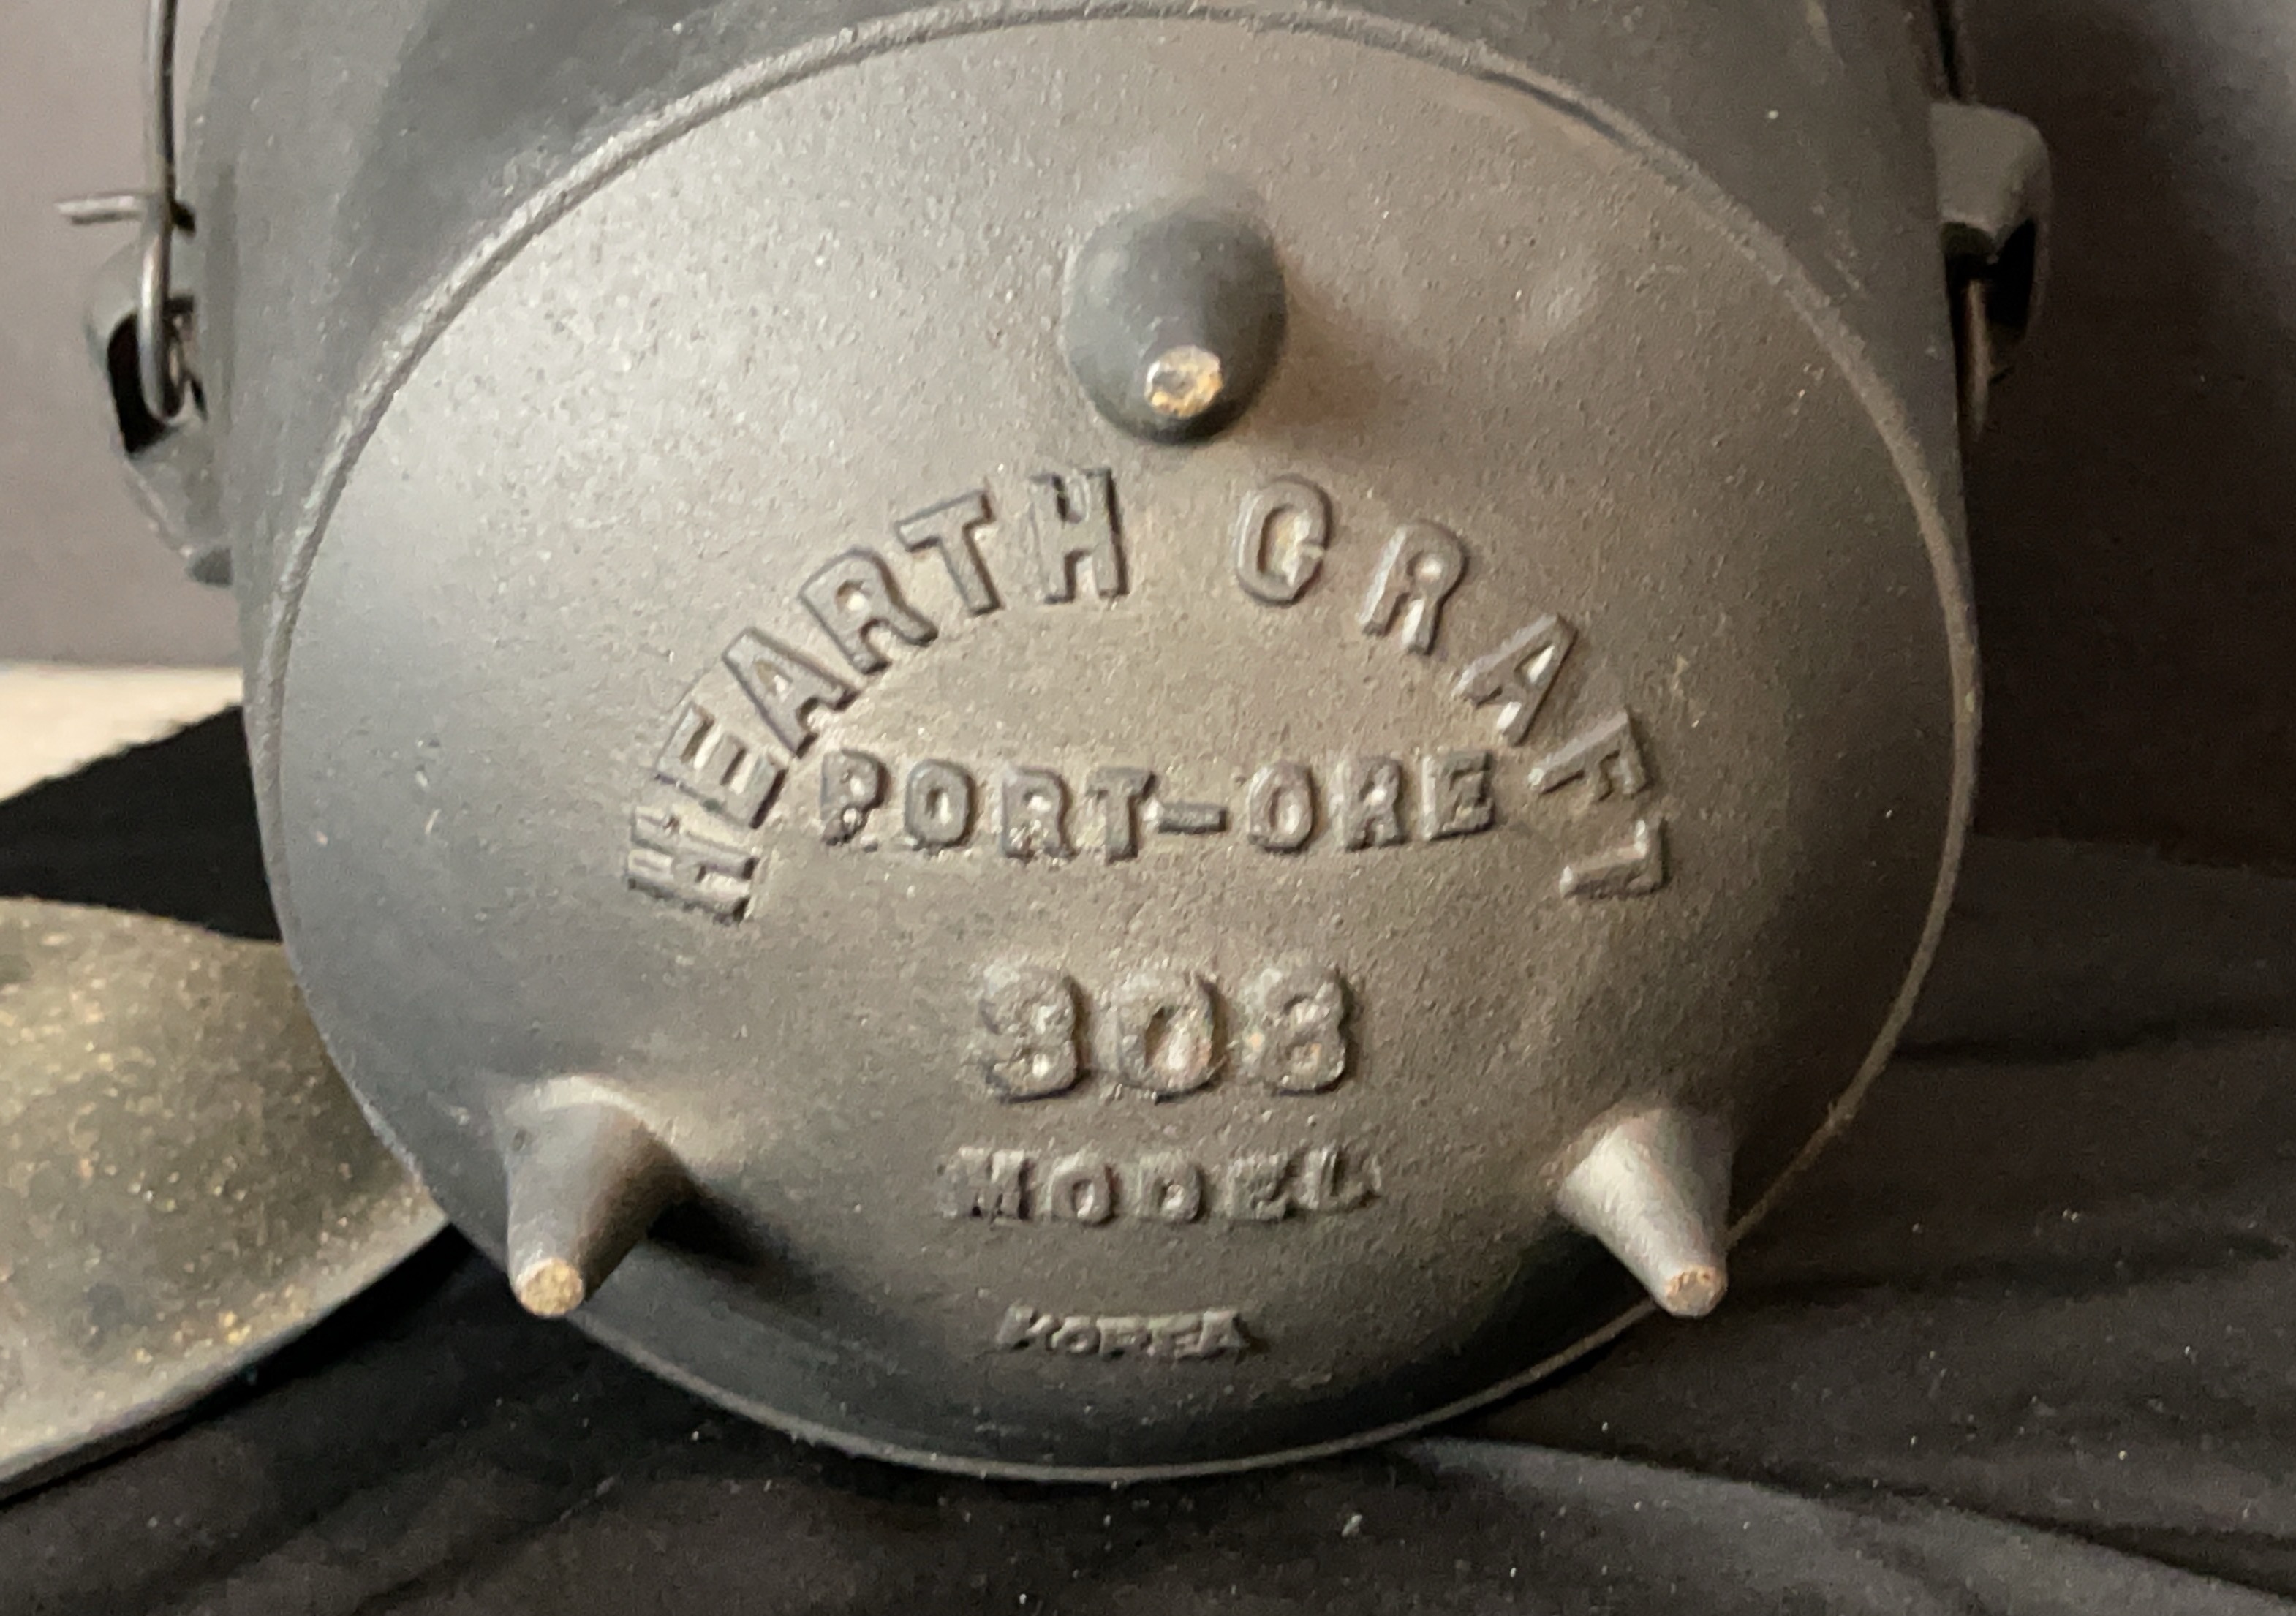 HEARTH CRAFT
PORT-ORE
308
MODEL
KOREA